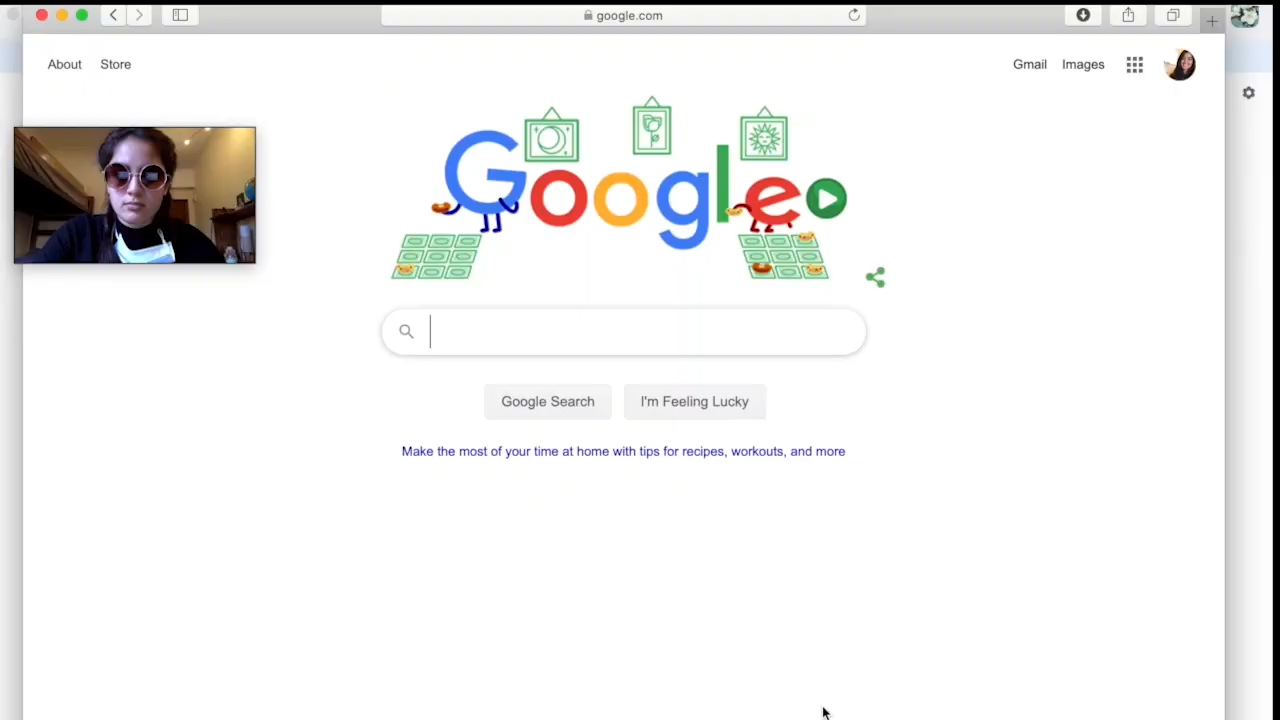 google.com
About Store Gmail Images
Google
Google Search I'm Feeling Lucky
Make the most of your time at home with tips for recipes, workouts, and more